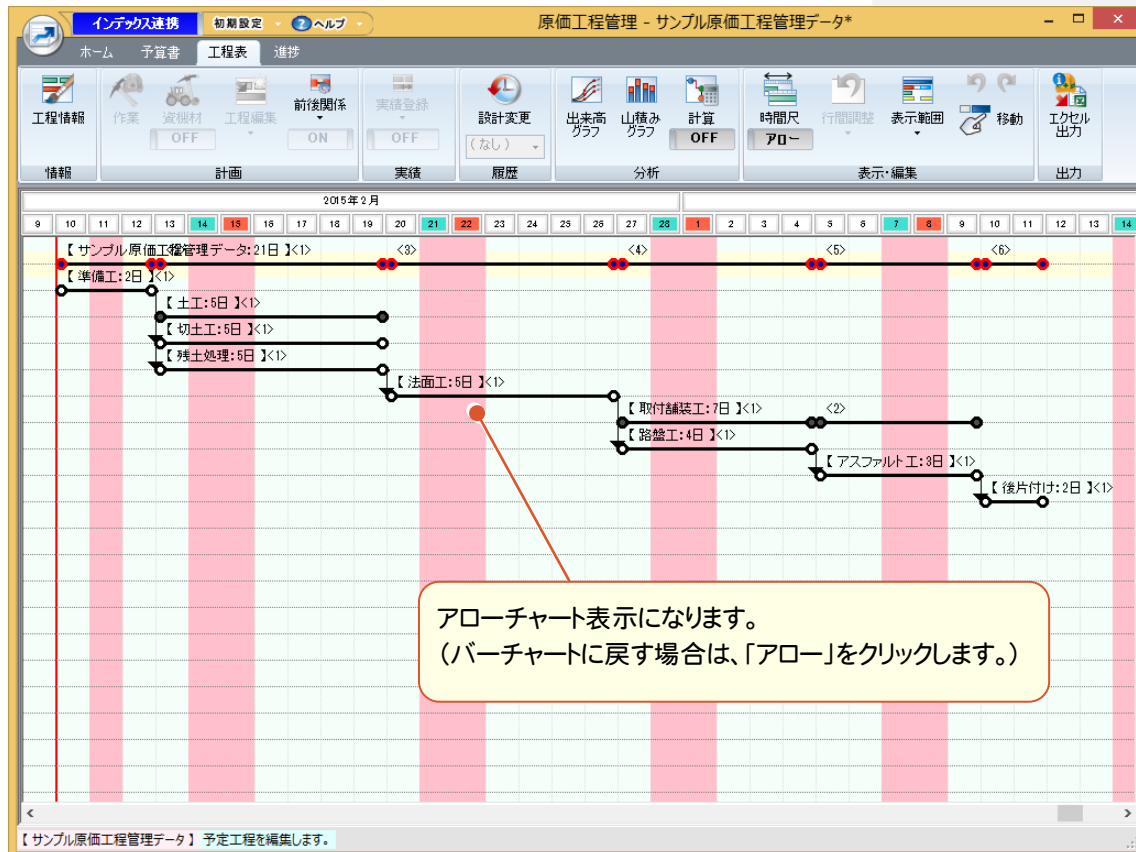 インデックス連携 初期設定 ?ヘルプ 原価工程管理 - サンプル原価工程管理データ*
ホーム 予算書 工程表 進捗
工程情報 作業 資機材 工程編集 前後関係 実績登録 設計変更 出来高グラフ 山積みグラフ 計算 時間尺 行間調整 表示範囲 移動 エクセル出力
OFF ON OFF (なし) OFF アロー
情報 計画 実績 履歴 分析 表示・編集 出力
2015年2月
9 10 11 12 13 14 15 16 17 18 19 20 21 22 23 24 25 26 27 28 1 2 3 4 5 6 7 8 9 10 11 12 13 14
【 サンプル原価工程管理データ:21日 】<1> <3> <4> <5> <6>
【 準備工:2日 】<1>
【 土工:5日 】<1>
【 切土工:5日 】<1>
【 残土処理:5日 】<1>
【 法面工:5日 】<1>
【 取付舗装工:7日 】<1> <2>
【 路盤工:4日 】<1>
【 アスファルト工:3日 】<1>
【 後片付け:2日 】<1>
アローチャート表示になります。
(バーチャートに戻す場合は、「アロー」をクリックします。)
【 サンプル原価工程管理データ 】 予定工程を編集します。